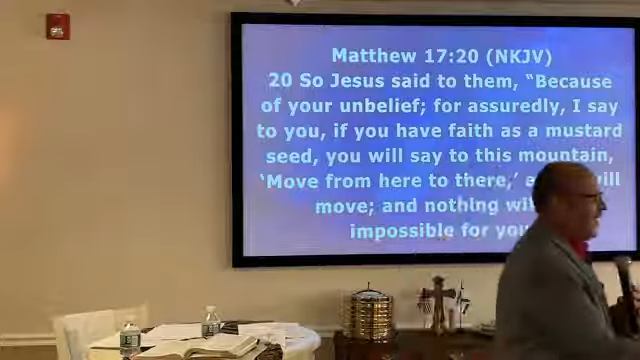 Matthew 17:20 (NKJV)
20 So Jesus said to them, “Because
of your unbelief; for assuredly, I say
to you, if you have faith as a mustard
seed, you will say to this mountain,
‘Move from here to there,’
move; and nothing
impossible for